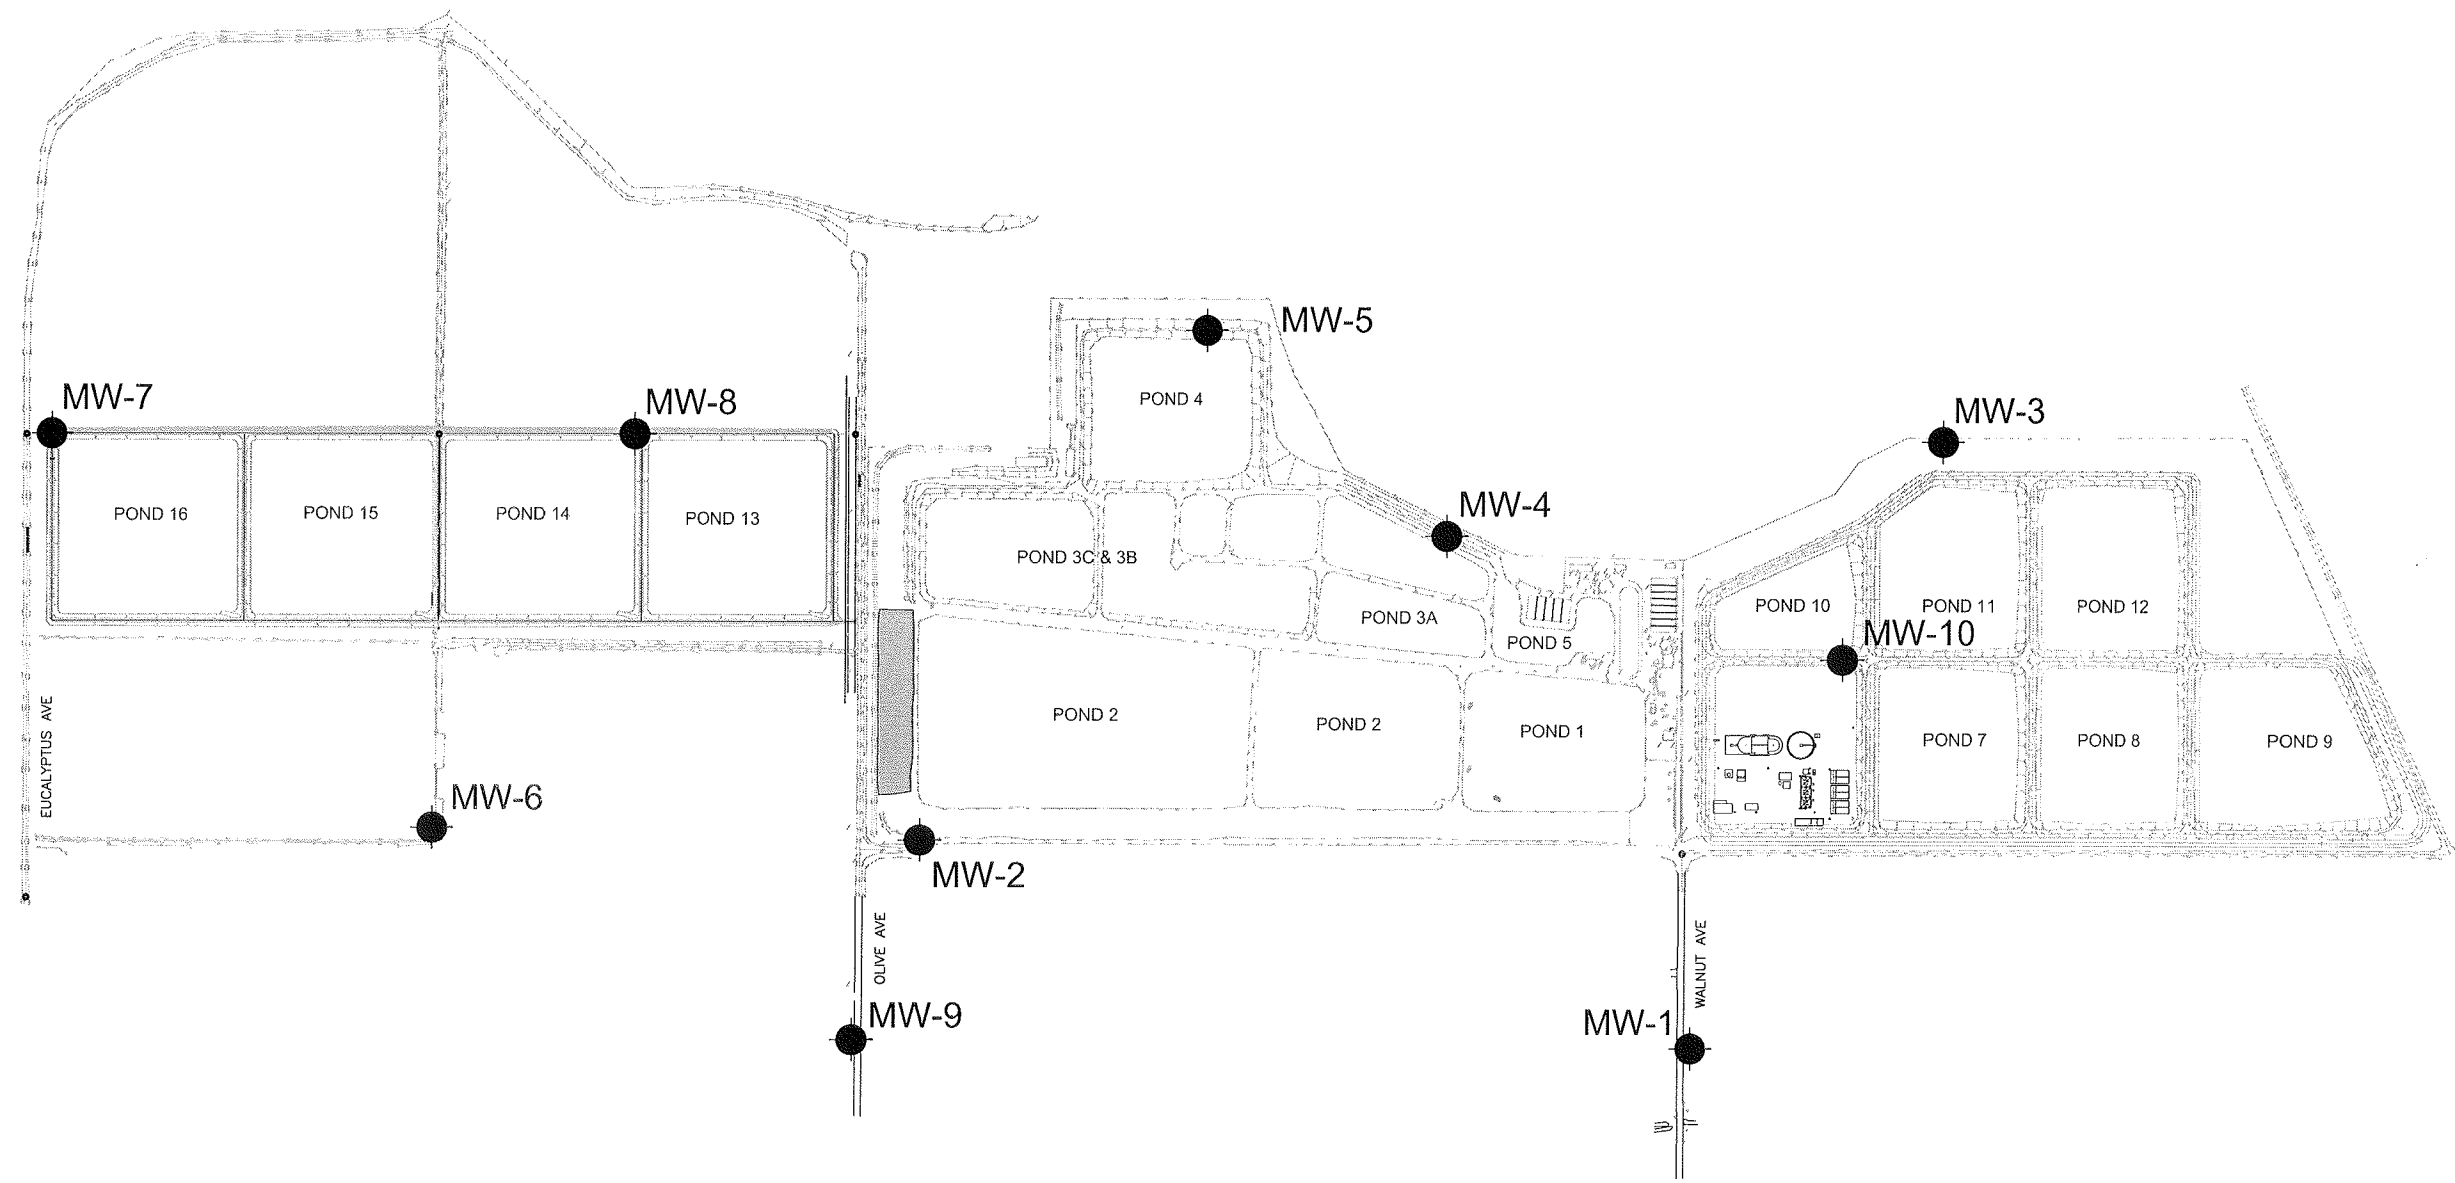 MW-5
MW-7
MW-8
MW-3
POND 4
MW-4
POND 16
POND 15
POND 14
POND 13
POND 3C & 3B
POND 3A
POND 5
POND 10
POND 11
POND 12
MW-10
POND 2
POND 2
POND 1
POND 7
POND 8
POND 9
EUCALYPTUS AVE
MW-6
MW-2
OLIVE AVE
WALNUT AVE
MW-9
MW-1